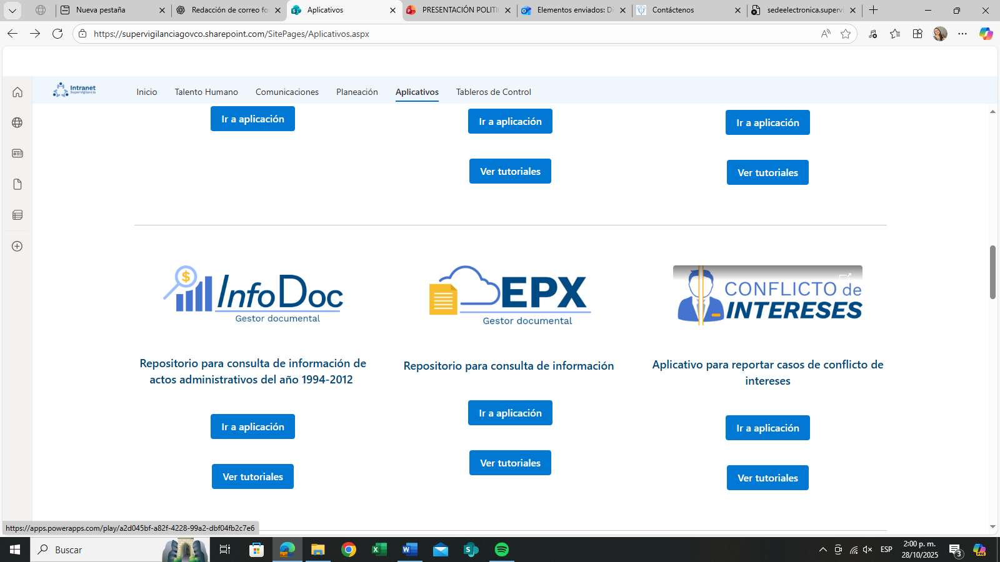 Nueva pestaña
Redacción de correo fo
Aplicativos
PRESENTACIÓN POLITI
Elementos enviados: Di
Contáctenos
sedeelectronica.supervi
https://supervigilanciagovco.sharepoint.com/SitePages/Aplicativos.aspx
Intranet
SuperVigilancia
Inicio
Talento Humano
Comunicaciones
Planeación
Aplicativos
Tableros de Control
Ir a aplicación
Ir a aplicación
Ir a aplicación
Ver tutoriales
Ver tutoriales
InfoDoc
Gestor documental
EPX
Gestor documental
CONFLICTO de
INTERESES
Repositorio para consulta de información de
actos administrativos del año 1994-2012
Repositorio para consulta de información
Aplicativo para reportar casos de conflicto de
intereses
Ir a aplicación
Ir a aplicación
Ir a aplicación
Ver tutoriales
Ver tutoriales
Ver tutoriales
https://apps.powerapps.com/play/a2d045bf-a82f-4228-99a2-dbf04fb2c7e6
Buscar
ESP
2:00 p. m.
28/10/2025
3